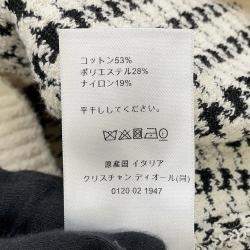 コットン53%
ポリエステル28%
ナイロン19%
平干ししてください。
原産国 イタリア
クリスチャン ディオール(同)
0120 02 1947